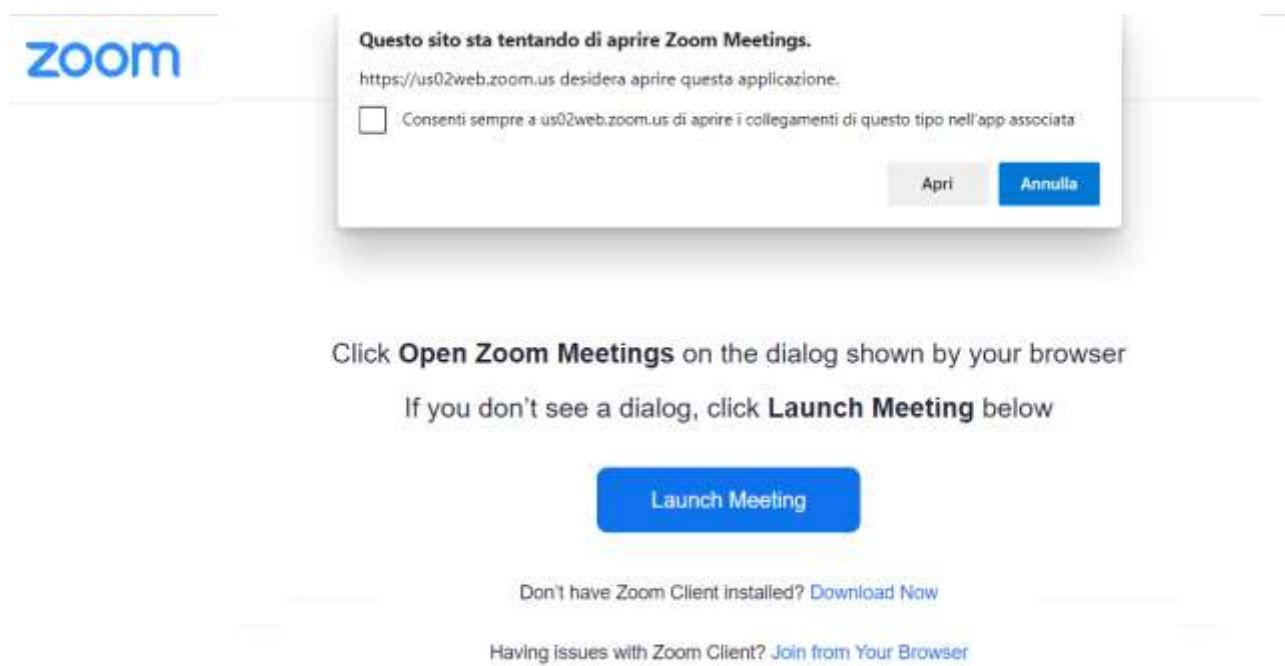 zoom
Questo sito sta tentando di aprire Zoom Meetings.
https://us02web.zoom.us desidera aprire questa applicazione.
Consenti sempre a us02web.zoom.us di aprire i collegamenti di questo tipo nell'app associata
Apri
Annulla
Click Open Zoom Meetings on the dialog shown by your browser
If you don't see a dialog, click Launch Meeting below
Launch Meeting
Don't have Zoom Client installed? Download Now
Having issues with Zoom Client? Join from Your Browser